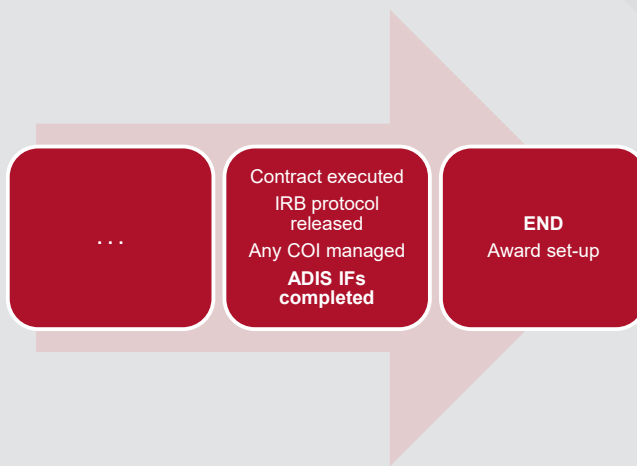 . . .
Contract executed
IRB protocol
released
Any COI managed
ADIS IFs
completed
END
Award set-up